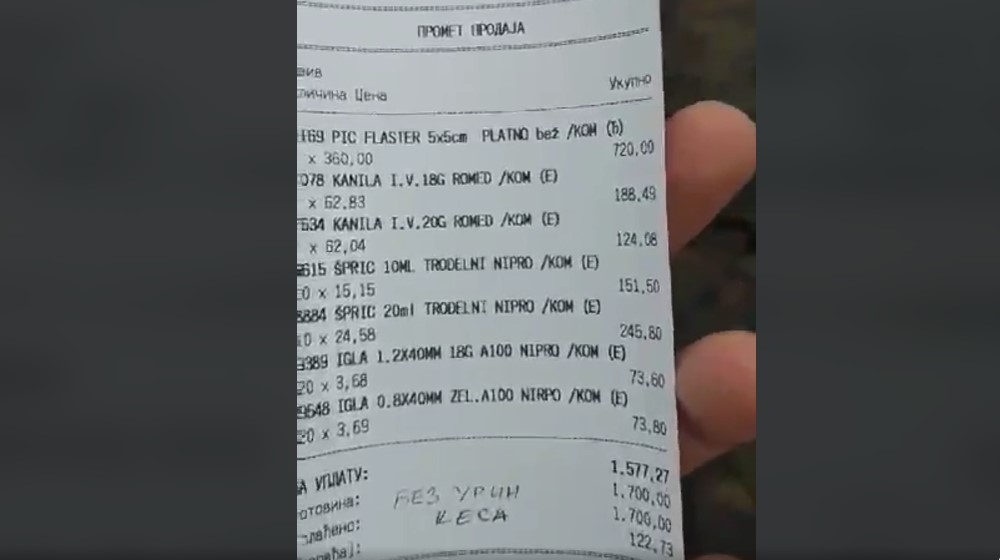 ПРОМЕТ ПРОДАЈА
Цена Укупно
PIC FLASTER 5x5cm PLATNO bež /KOM (Ђ)
x 360,00 720,00
KANILA I.V.18G ROMED /KOM (E)
x 62,83 188,49
KANILA I.V.20G ROMED /KOM (E)
x 62,04 124,08
ŠPRIC 10ML TRODELNI NIPRO /KOM (E)
x 15,15 151,50
ŠPRIC 20ml TRODELNI NIPRO /KOM (E)
x 24,58 245,80
IGLA 1.2X40MM 18G A100 NIPRO /KOM (E)
20 x 3,68 73,60
IGLA 0.8X40MM ZEL.A100 NIRPO /KOM (E)
20 x 3,69 73,80
УПЛАТУ: 1.577,27
1.700,00
1.700,00
122,73
БЕЗ УРИН
КЕСА